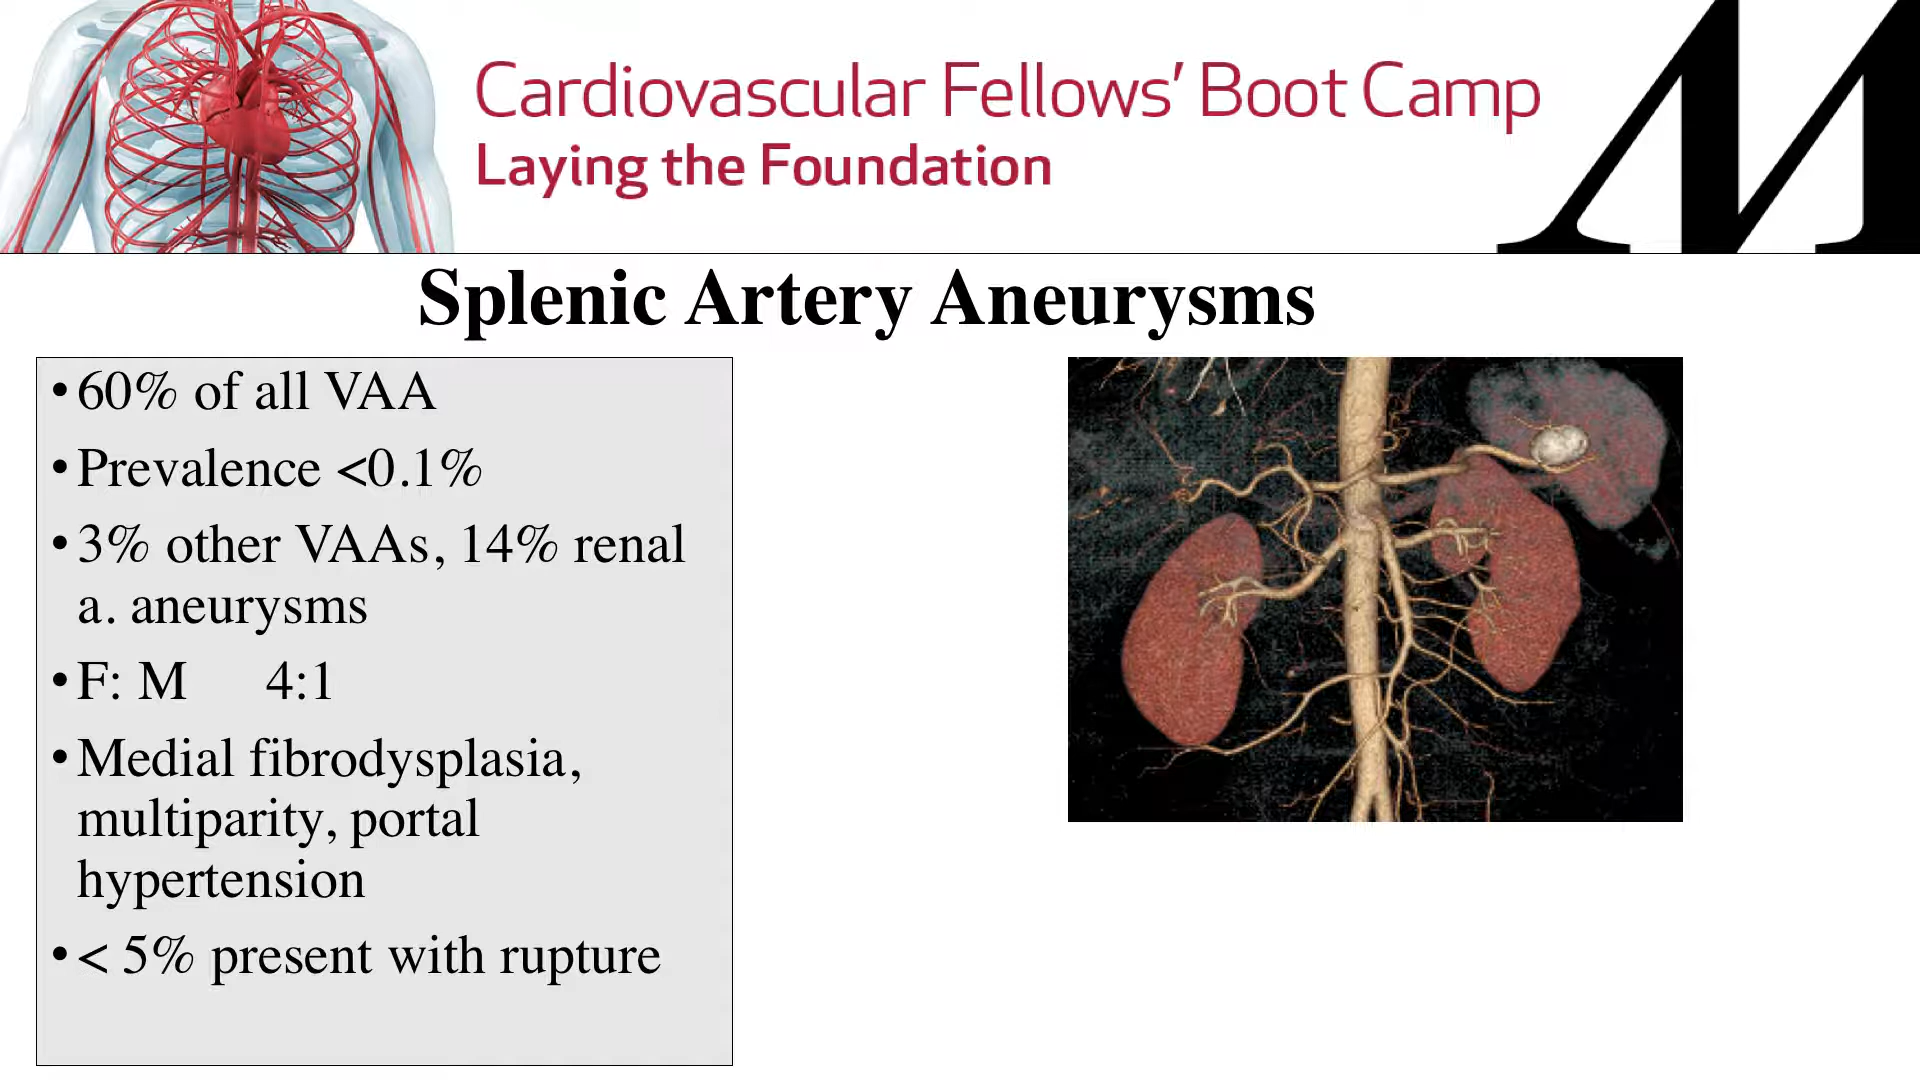 Cardiovascular Fellows’ Boot Camp
Laying the Foundation
M
Splenic Artery Aneurysms
•60% of all VAA
•Prevalence <0.1%
•3% other VAAs, 14% renal
a. aneurysms
•F: M 4:1
•Medial fibrodysplasia,
multiparity, portal
hypertension
•< 5% present with rupture